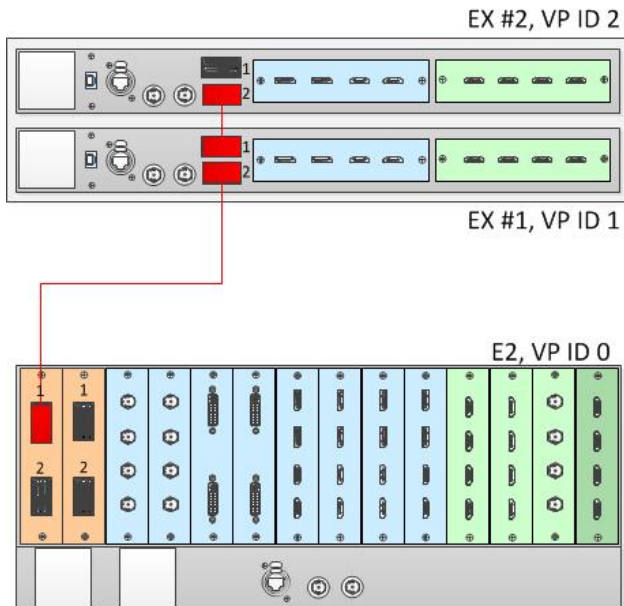 EX #2, VP ID 2
1
2
1
2
EX #1, VP ID 1
E2, VP ID 0
1 1
2 2